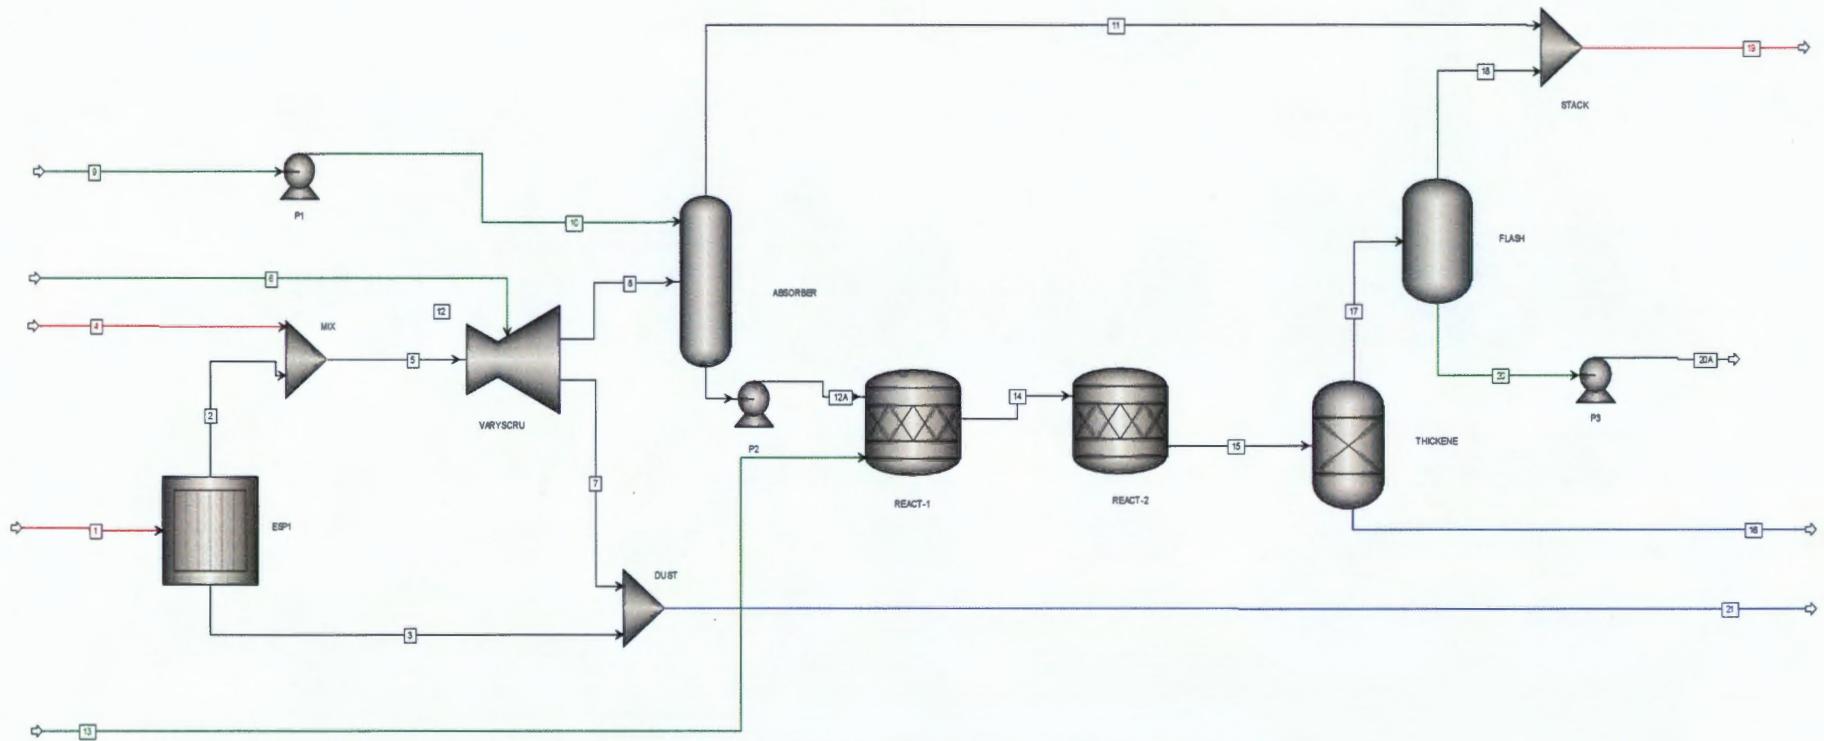 11
19
18
STACK
9
P1
10
FLASH
6
8
ABSORBER
12
17
4
MIX
5
20A
2
VARYSCRU
12A
14
20
P3
P2
15
THICKENE
7
REACT-1
REACT-2
1
ESP1
16
DUST
21
3
13